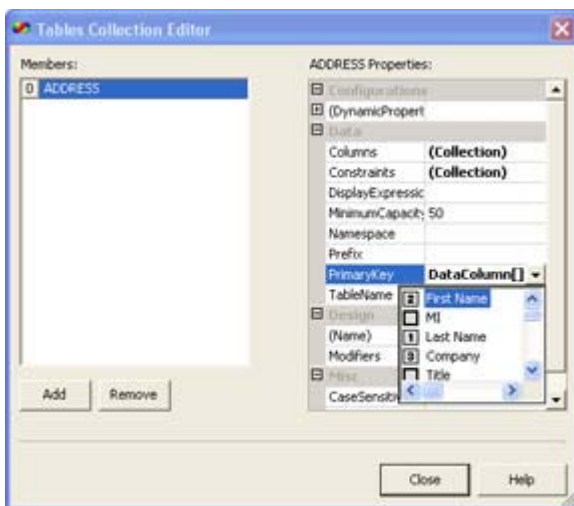 Tables Collection Editor
Members:
0 ADDRESS
ADDRESS Properties:
Configurations
(DynamicPropert
Data
Columns (Collection)
Constraints (Collection)
DisplayExpressic
MinimumCapacity 50
Namespace
Prefix
PrimaryKey DataColumn[]
TableName
2 First Name
MI
Design
(Name)
1 Last Name
Modifiers
3 Company
Misc
Title
CaseSensitiv
Add Remove
Close Help